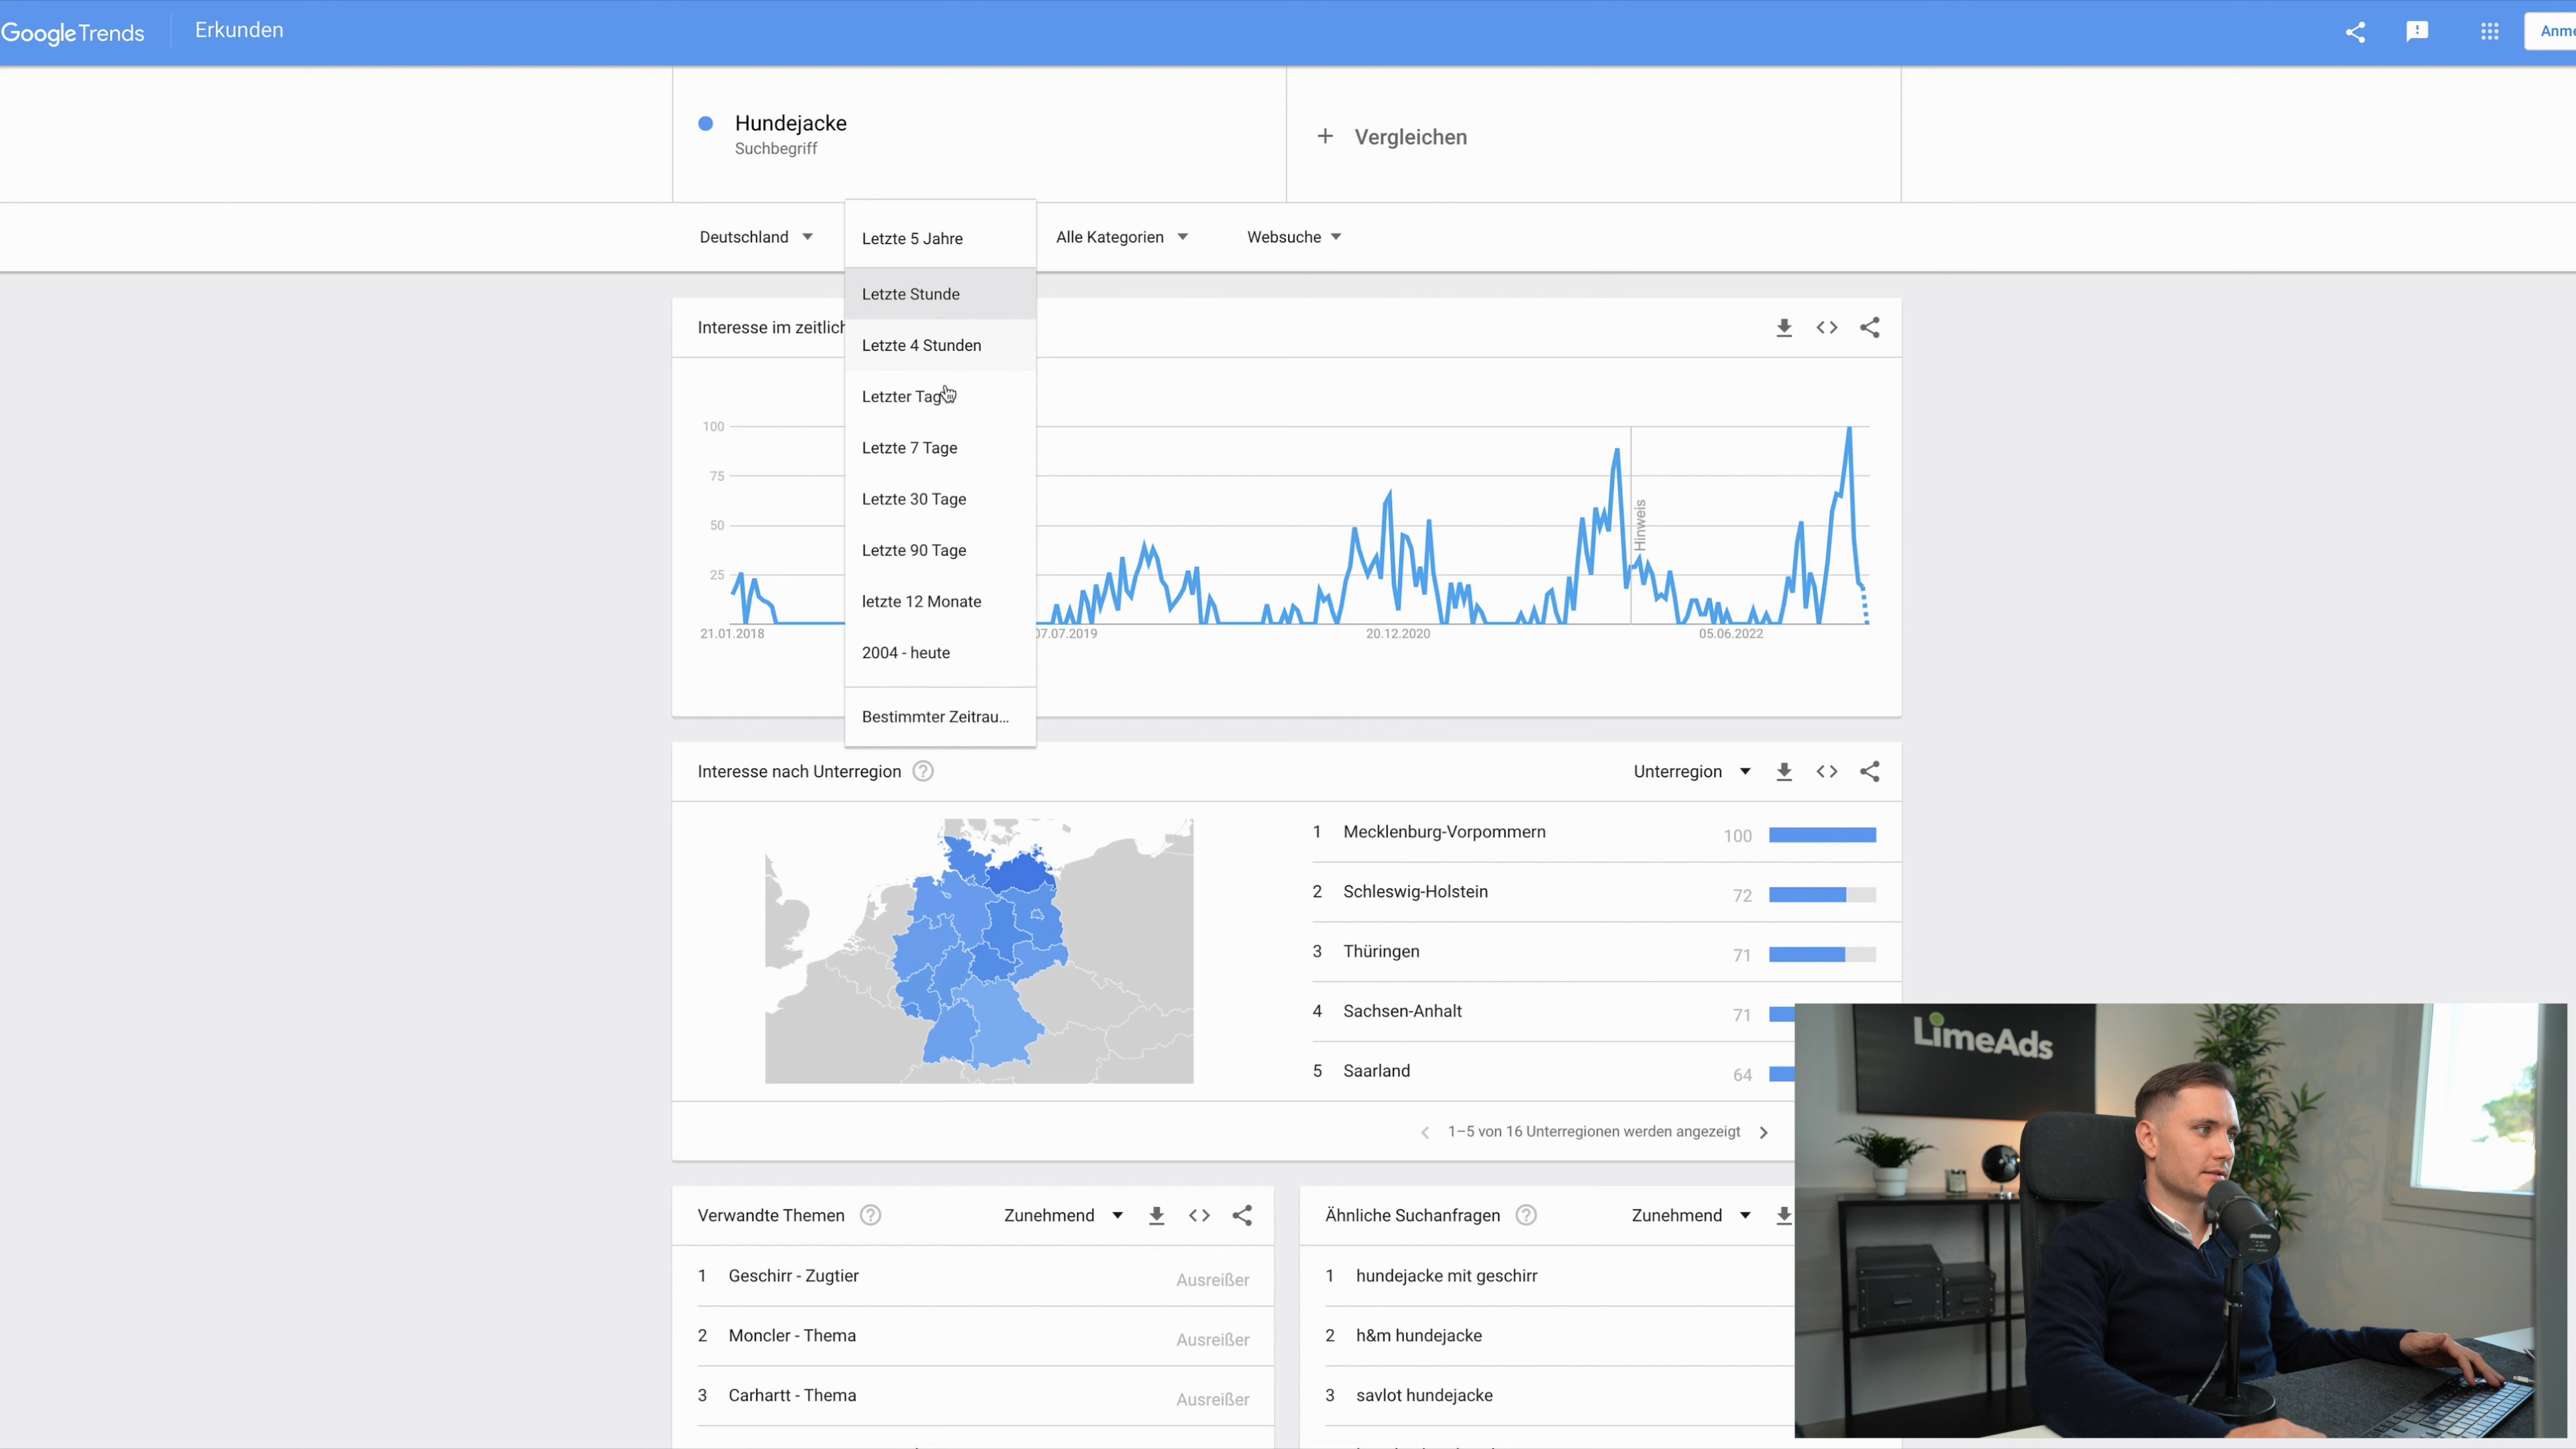 Google Trends
Erkunden
Hundejacke
Suchbegriff
+ Vergleichen
Deutschland
Letzte 5 Jahre
Alle Kategorien
Websuche
Letzte Stunde
Letzte 4 Stunden
Letzter Tag
Letzte 7 Tage
Letzte 30 Tage
Letzte 90 Tage
letzte 12 Monate
2004 - heute
Bestimmter Zeitrau...
Interesse im
100
75
50
25
Hinweis
21.01.2018
07.07.2019
20.12.2020
05.06.2022
Interesse nach Unterregion
Unterregion
1 Mecklenburg-Vorpommern 100
2 Schleswig-Holstein 72
3 Thüringen 71
4 Sachsen-Anhalt 71
5 Saarland 64
1–5 von 16 Unterregionen werden angezeigt
Verwandte Themen
Zunehmend
1 Geschirr - Zugtier Ausreißer
2 Moncler - Thema Ausreißer
3 Carhartt - Thema Ausreißer
Ähnliche Suchanfragen
Zunehmend
1 hundejacke mit geschirr
2 h&m hundejacke
3 savlot hundejacke
LimeAds